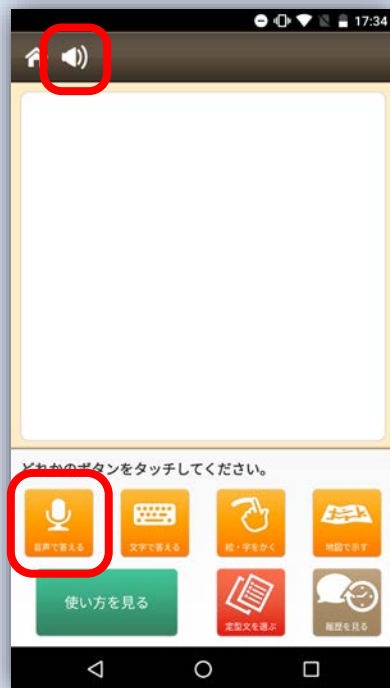 17:34
どれかのボタンをタッチしてください。
音声で答える
文字で答える
絵・字をかく
地図で示す
使い方を見る
定型文を選ぶ
履歴を見る